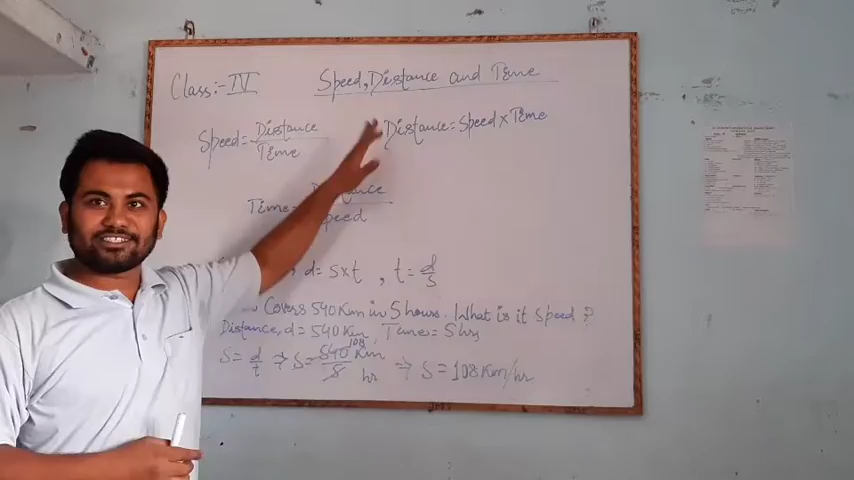 Class:- IV
Speed, Distance and Time
Speed = Distance / Time
Distance = Speed x Time
Time = Distance / Speed
d = s x t , t = d / s
Covers 540 Km in 5 hours. What is it Speed ?
Distance, d = 540 Km, Time = 5 hrs
S = d / t ⇒ S = 540 Km / 5 hr 108 ⇒ S = 108 Km/hr